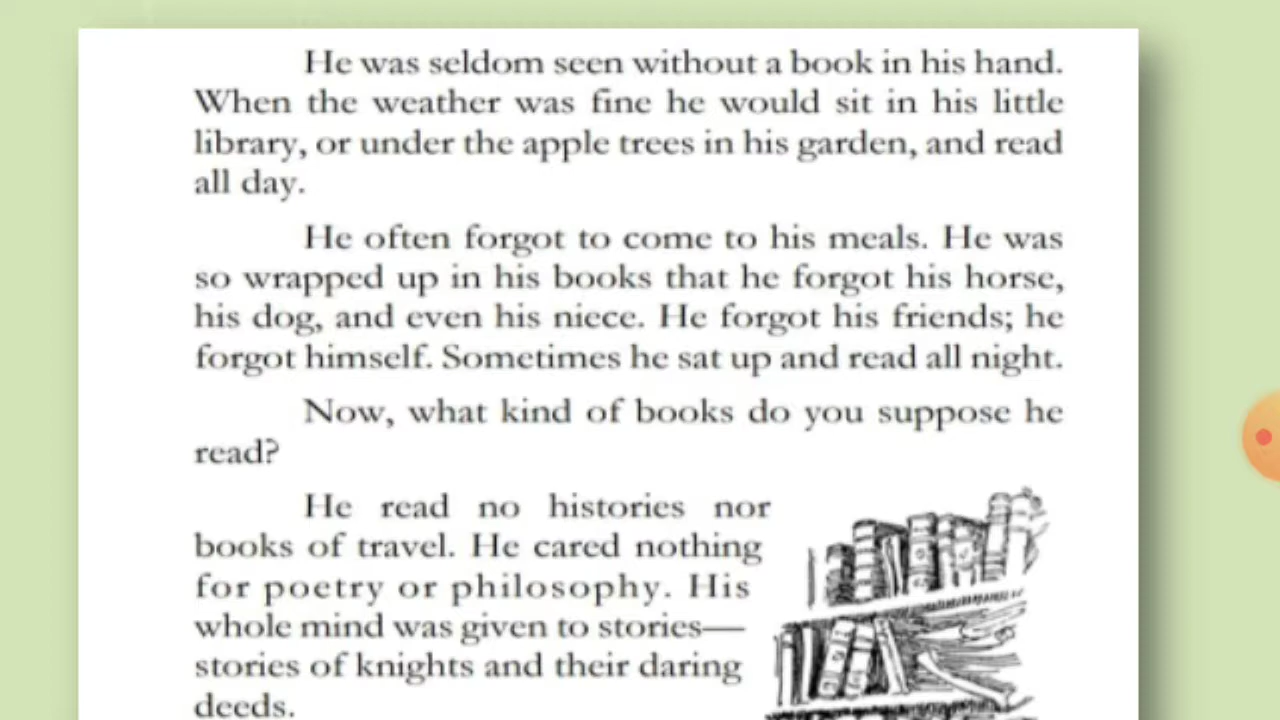 He was seldom seen without a book in his hand.
When the weather was fine he would sit in his little
library, or under the apple trees in his garden, and read
all day.
He often forgot to come to his meals. He was
so wrapped up in his books that he forgot his horse,
his dog, and even his niece. He forgot his friends; he
forgot himself. Sometimes he sat up and read all night.
Now, what kind of books do you suppose he
read?
He read no histories nor
books of travel. He cared nothing
for poetry or philosophy. His
whole mind was given to stories—
stories of knights and their daring
deeds.